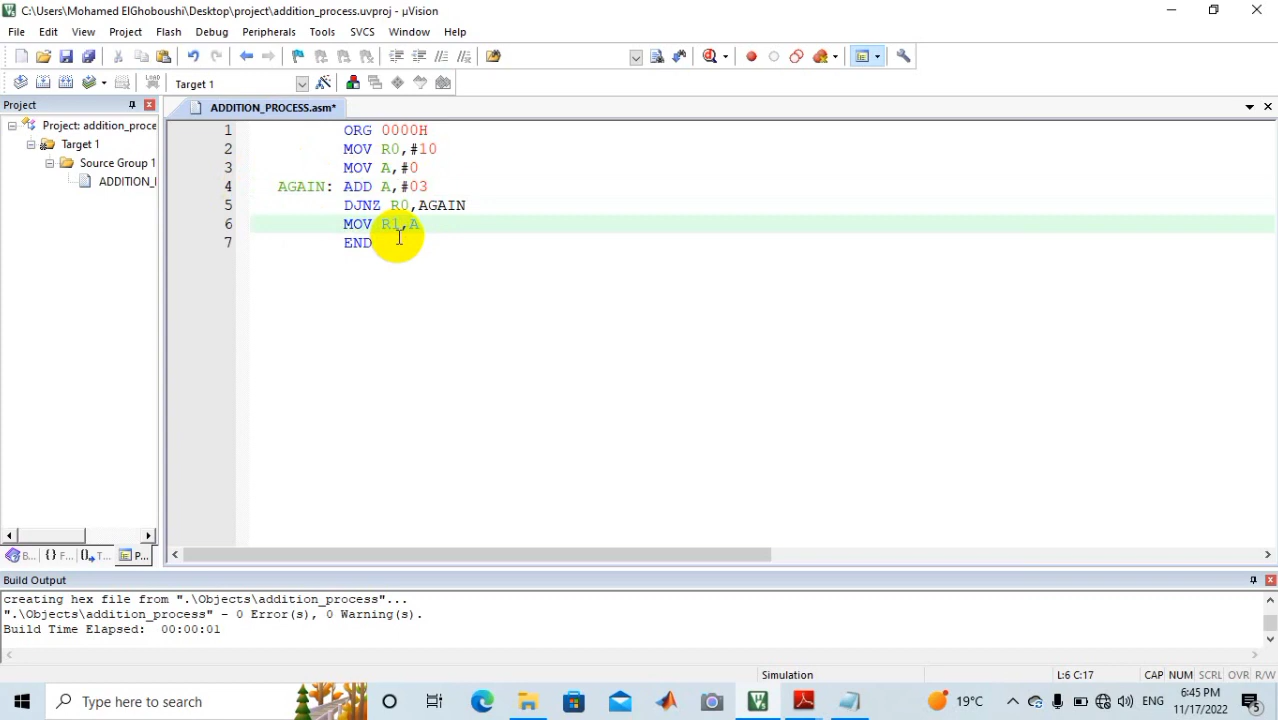 C:\Users\Mohamed ElGhoboushi\Desktop\project\addition_process.uvproj - µVision
File Edit View Project Flash Debug Peripherals Tools SVCS Window Help
LOAD Target 1
Project
ADDITION_PROCESS.asm*
Project: addition_proce
Target 1
Source Group 1
ADDITION_I
1 ORG 0000H
2 MOV R0,#10
3 MOV A,#0
4 AGAIN: ADD A,#03
5 DJNZ R0,AGAIN
6 MOV R1,A
7 END
B... {} F... T... P...
Build Output
creating hex file from ".\Objects\addition_process"...
".\Objects\addition_process" - 0 Error(s), 0 Warning(s).
Build Time Elapsed: 00:00:01
Simulation L:6 C:17 CAP NUM SCRL OVR R/W
Type here to search
19°C ENG 6:45 PM
11/17/2022 5